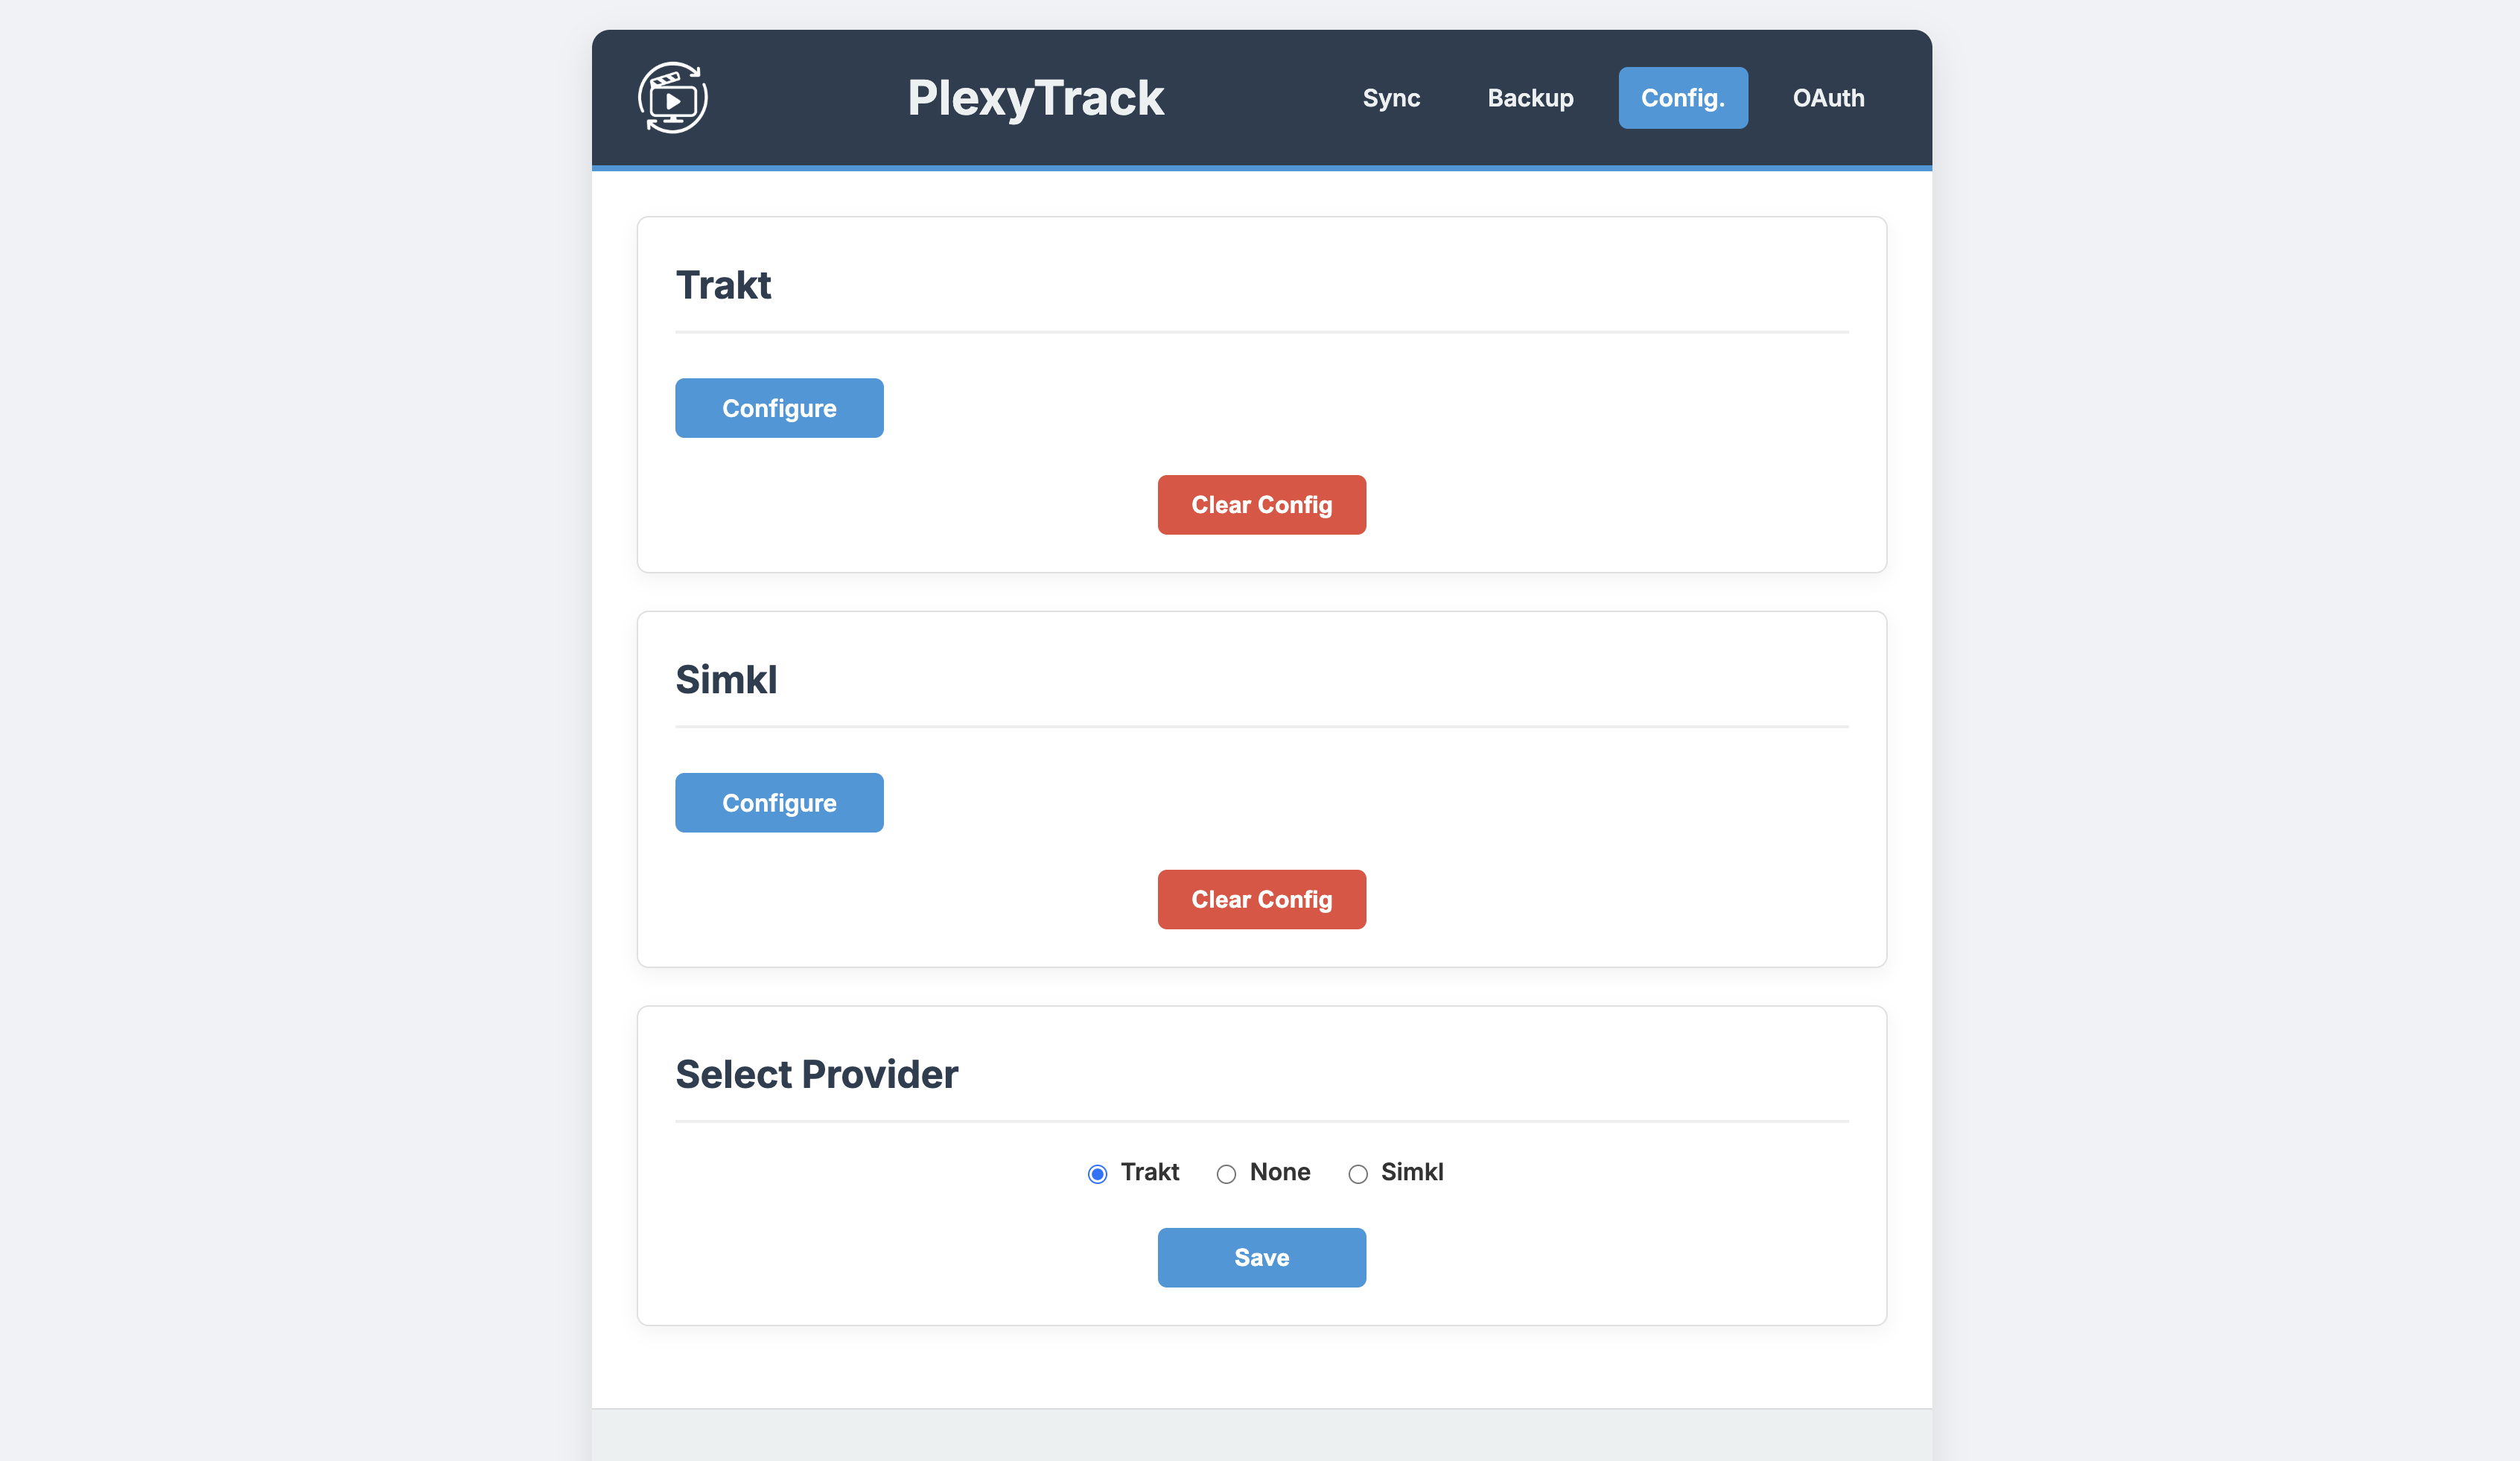 PlexyTrack
Sync Backup Config. OAuth
Trakt
Configure
Clear Config
Simkl
Configure
Clear Config
Select Provider
Trakt None Simkl
Save